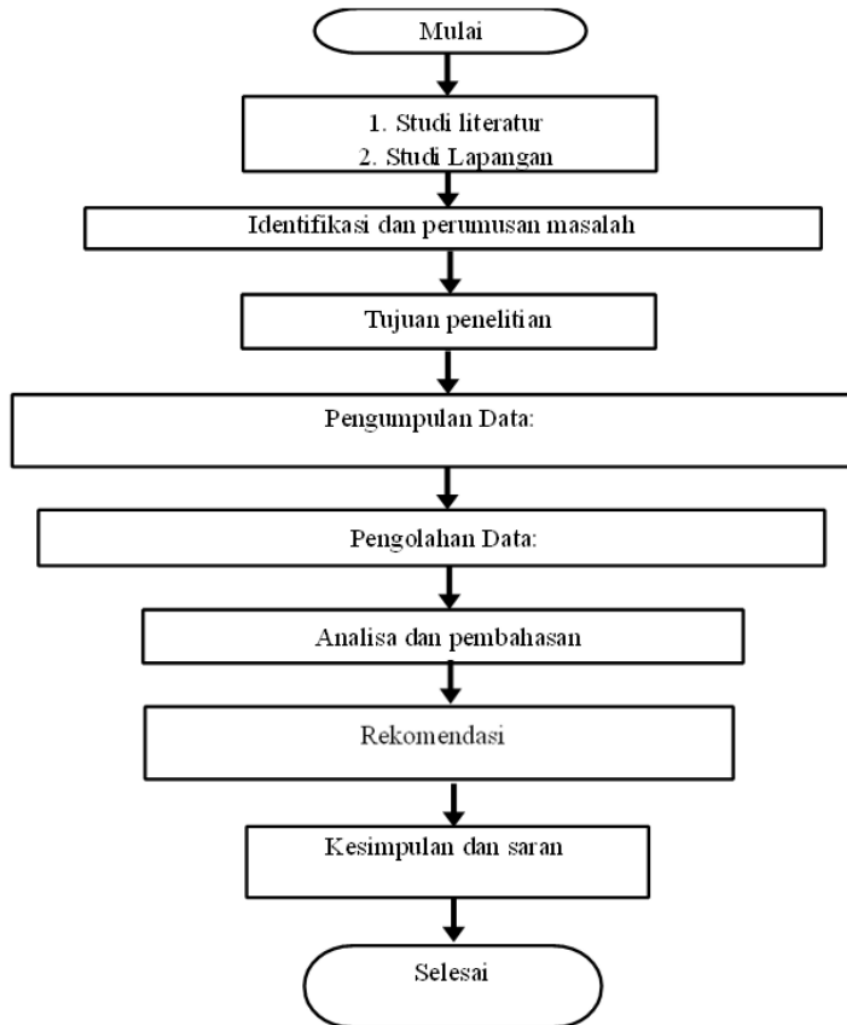 Mulai
1. Studi literatur
2. Studi Lapangan
Identifikasi dan perumusan masalah
Tujuan penelitian
Pengumpulan Data:
Pengolahan Data:
Analisa dan pembahasan
Rekomendasi
Kesimpulan dan saran
Selesai